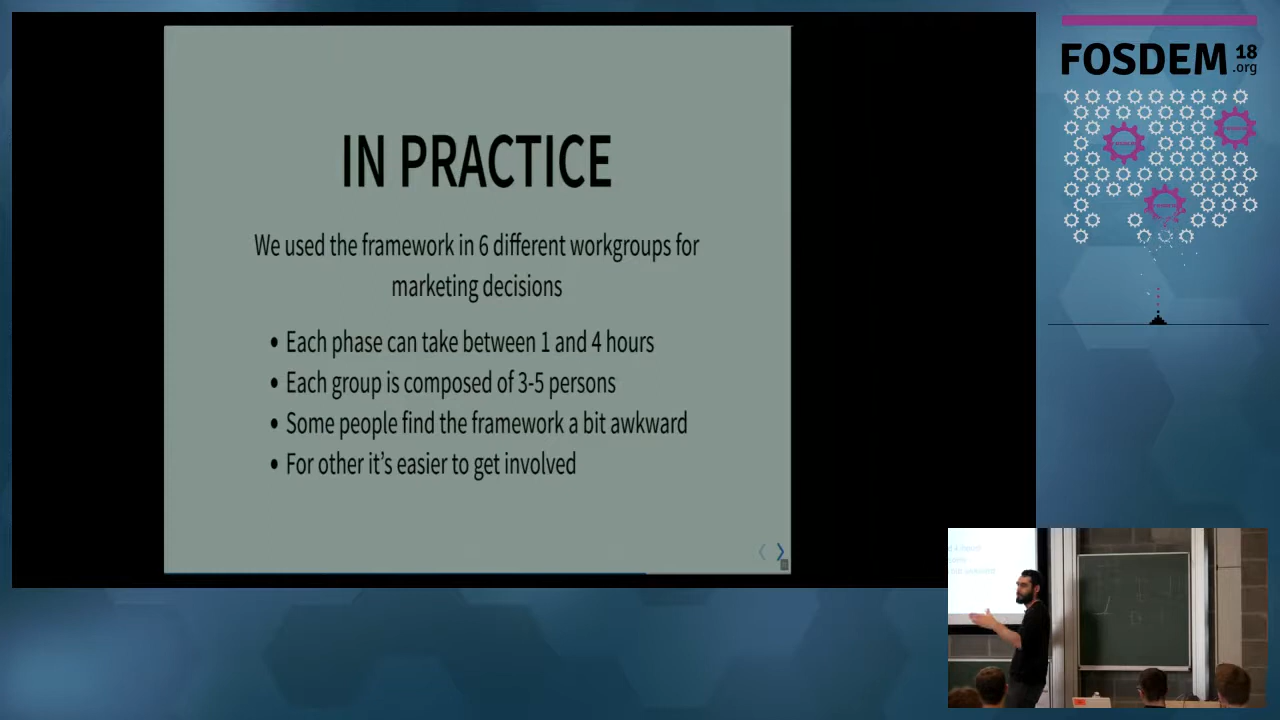 IN PRACTICE
We used the framework in 6 different workgroups for
marketing decisions
• Each phase can take between 1 and 4 hours
• Each group is composed of 3-5 persons
• Some people find the framework a bit awkward
• For other it's easier to get involved
FOSDEM 18
.org